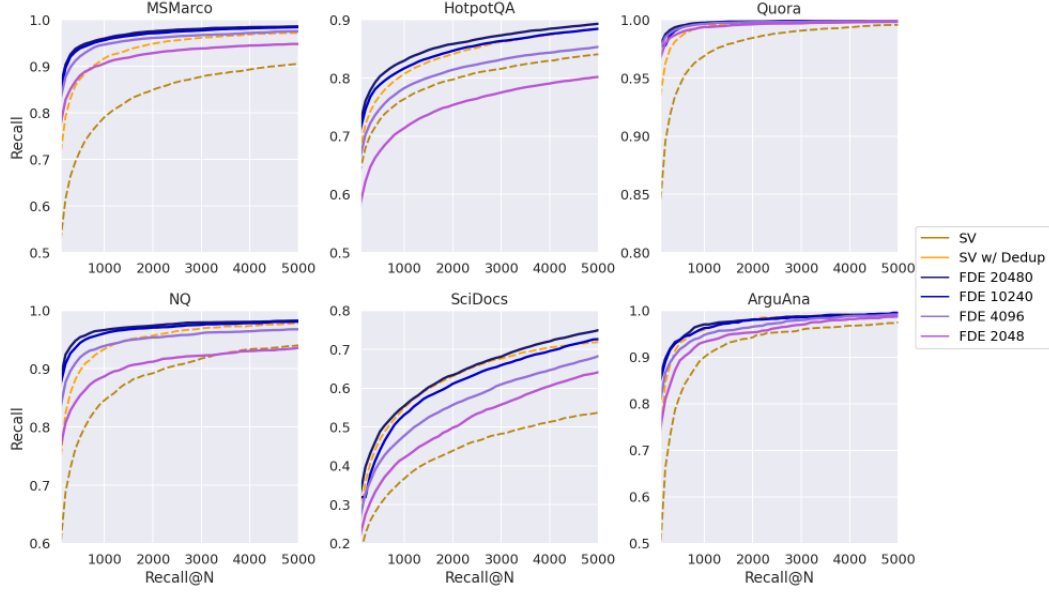 MSMarco
HotpotQA
Quora
Recall
1.0
0.9
0.8
0.7
0.6
0.5
1000 2000 3000 4000 5000
0.9
0.8
0.7
0.6
0.5
1000 2000 3000 4000 5000
1.00
0.95
0.90
0.85
0.80
1000 2000 3000 4000 5000
SV
SV w/ Dedup
FDE 20480
FDE 10240
FDE 4096
FDE 2048
NQ
SciDocs
ArguAna
Recall
1.0
0.9
0.8
0.7
0.6
1000 2000 3000 4000 5000
Recall@N
0.8
0.7
0.6
0.5
0.4
0.3
0.2
1000 2000 3000 4000 5000
Recall@N
1.0
0.9
0.8
0.7
0.6
0.5
1000 2000 3000 4000 5000
Recall@N